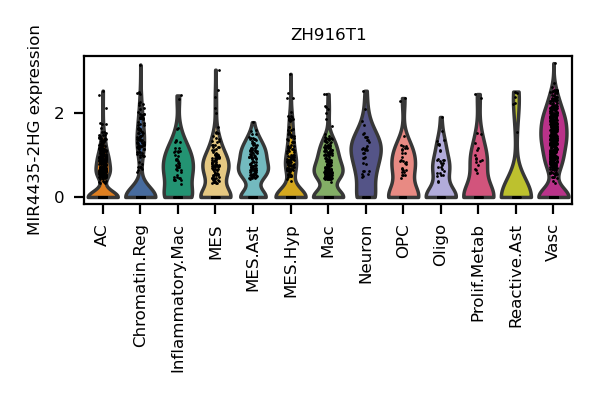 ZH916T1
MIR4435-2HG expression
2
0
AC
Chromatin.Reg
Inflammatory.Mac
MES
MES.Ast
MES.Hyp
Mac
Neuron
OPC
Oligo
Prolif.Metab
Reactive.Ast
Vasc